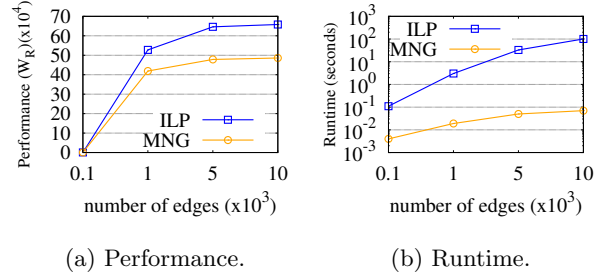 Performance (W_R)(x10^4)
70
60
50
40
30
20
10
0
ILP
MNG
0.1 1 5 10
number of edges (x10^3)
(a) Performance.
Runtime (seconds)
10^3
10^2
10^1
10^0
10^-1
10^-2
10^-3
ILP
MNG
0.1 1 5 10
number of edges (x10^3)
(b) Runtime.